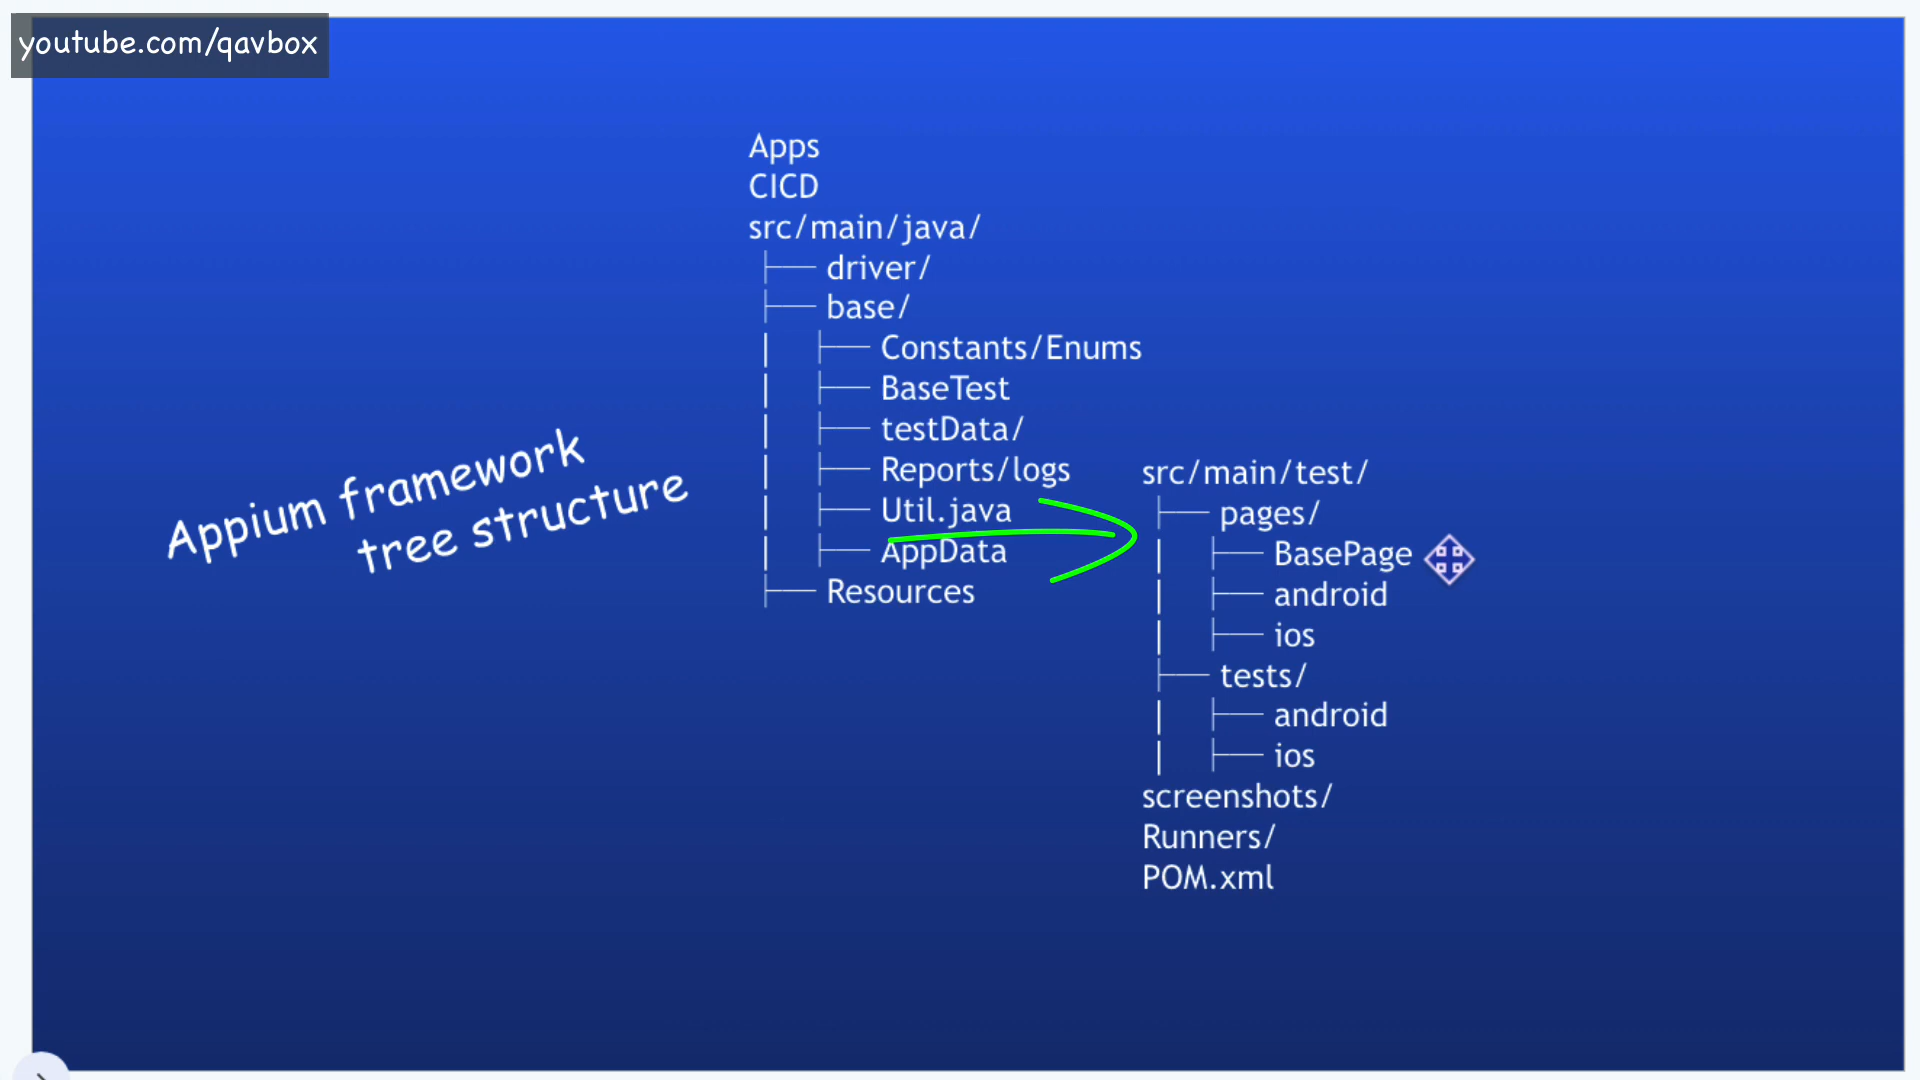 youtube.com/qavbox
Appium framework
tree structure
Apps
CICD
src/main/java/
├── driver/
├── base/
│   ├── Constants/Enums
│   ├── BaseTest
│   ├── testData/
│   ├── Reports/logs
│   ├── Util.java
│   ├── AppData
├── Resources
src/main/test/
├── pages/
│   ├── BasePage
│   ├── android
│   ├── ios
├── tests/
│   ├── android
│   ├── ios
screenshots/
Runners/
POM.xml